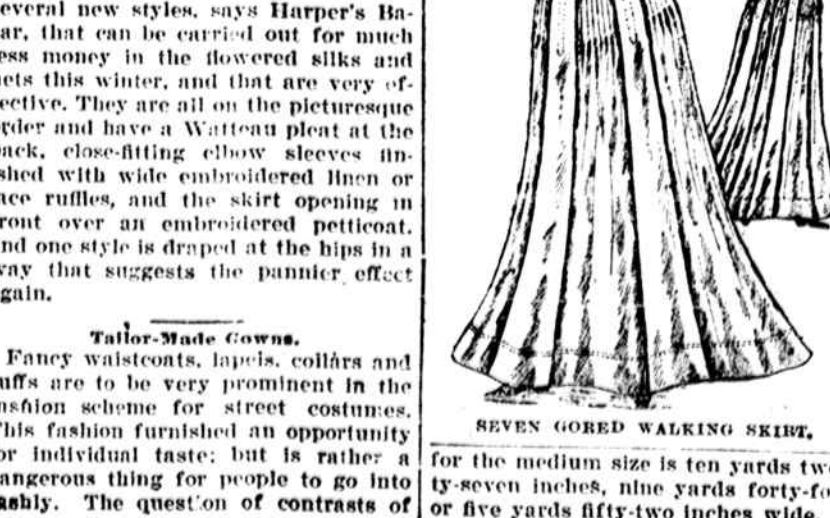 everal new styles, says Harper's Ba-
ar, that can be carried out for much
ess money in the flowered silks and
ets this winter, and that are very ef-
ective. They are all on the picturesque
rder and have a Watteau pleat at the
ack, close-fitting elbow sleeves fin-
shed with wide embroidered linen or
ace ruffles, and the skirt opening in
ront over an embroidered petticoat.
nd one style is draped at the hips in a
way that suggests the pannier effect
gain.
Tailor-Made Gowns.
Fancy waistcoats, lapels, collars and
uffs are to be very prominent in the
ashion scheme for street costumes.
This fashion furnished an opportunity
or individual taste; but is rather a
angerous thing for people to go into
ashly. The question of contrasts of
SEVEN GORED WALKING SKIRT.
for the medium size is ten yards twe
ty-seven inches, nine yards forty-fo
or five yards fifty-two inches wide.